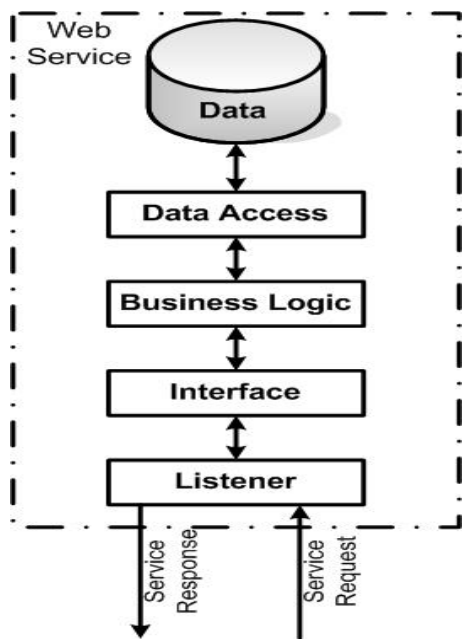 Web
Service
Data
Data Access
Business Logic
Interface
Listener
Service
Response
Service
Request